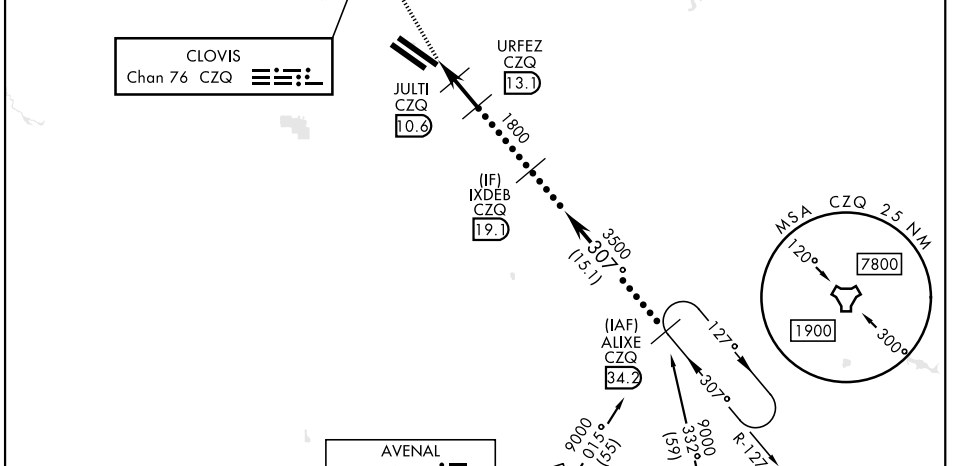 CLOVIS
Chan 76 CZQ
URFEZ
CZQ
13.1
JULTI
CZQ
10.6
1800
(IF)
IXDEB
CZQ
19.1
3500
307°
(15.1)
MSA CZQ 25 NM
120°
7800
1900
300°
(IAF)
ALIXE
CZQ
34.2
127°
307°
9000
015°
(55)
9000
332°
(59)
R-127
AVENAL